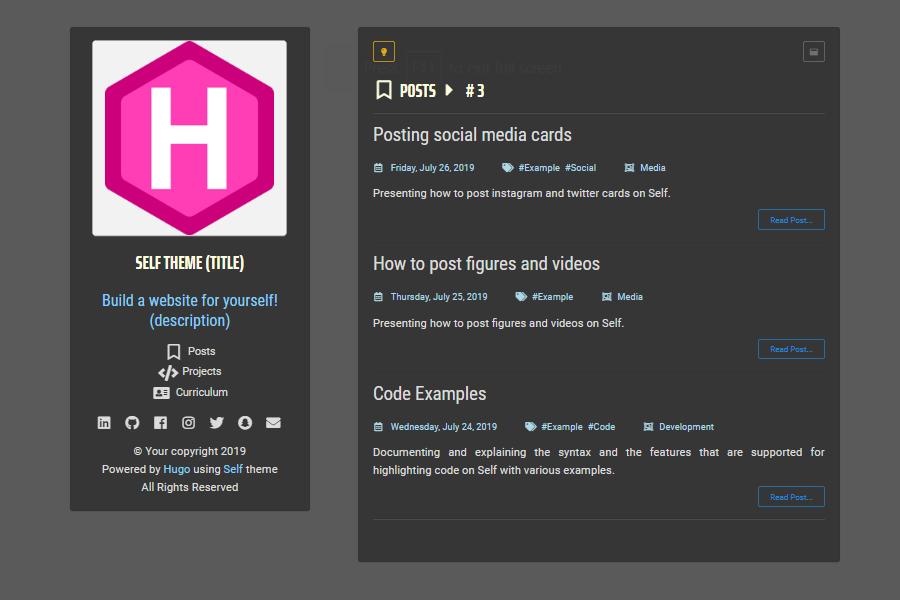 H
SELF THEME (TITLE)
Build a website for yourself!
(description)
Posts
Projects
Curriculum
© Your copyright 2019
Powered by Hugo using Self theme
All Rights Reserved
to exit full screen
POSTS # 3
Posting social media cards
Friday, July 26, 2019 #Example #Social Media
Presenting how to post instagram and twitter cards on Self.
Read Post...
How to post figures and videos
Thursday, July 25, 2019 #Example Media
Presenting how to post figures and videos on Self.
Read Post...
Code Examples
Wednesday, July 24, 2019 #Example #Code Development
Documenting and explaining the syntax and the features that are supported for
highlighting code on Self with various examples.
Read Post...